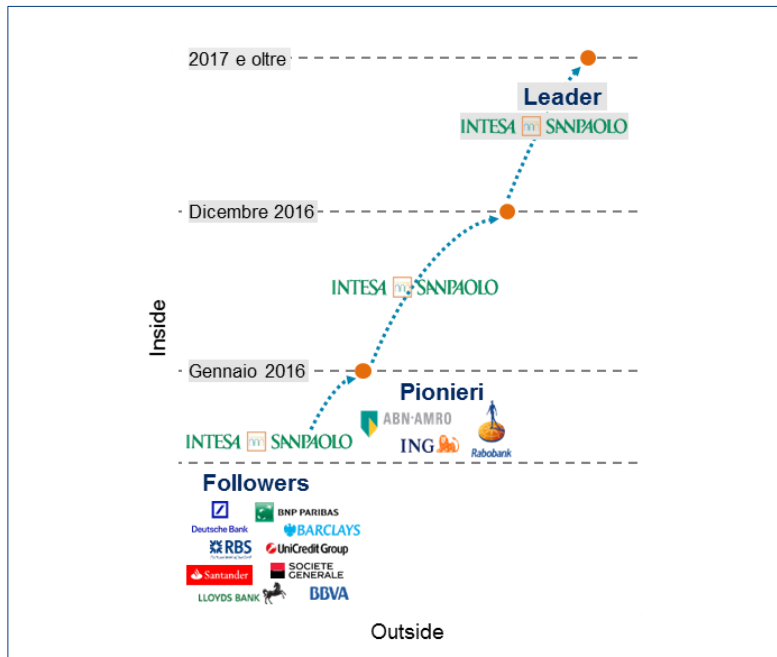 2017 e oltre
Leader
INTESA SANPAOLO
Dicembre 2016
INTESA SANPAOLO
Inside
Gennaio 2016
Pionieri
ABN·AMRO
INTESA SANPAOLO
ING
Rabobank
Followers
Deutsche Bank
BNP PARIBAS
BARCLAYS
RBS
UniCredit Group
Santander
SOCIETE
GENERALE
LLOYDS BANK
BBVA
Outside